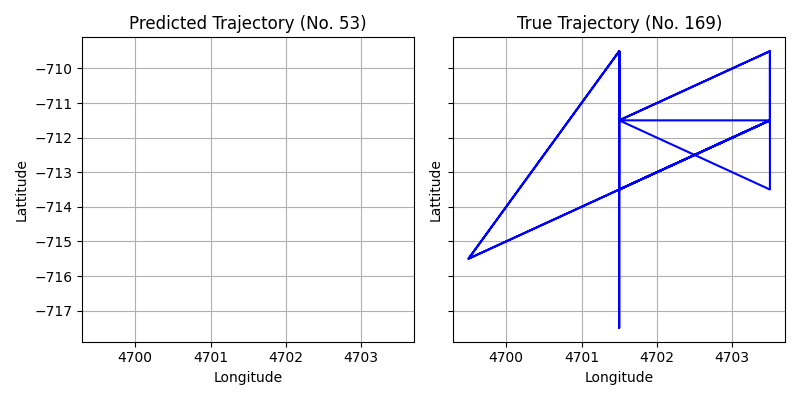 Predicted Trajectory (No. 53)
True Trajectory (No. 169)
Lattitude
−710
−711
−712
−713
−714
−715
−716
−717
4700 4701 4702 4703
Longitude
Lattitude
4700 4701 4702 4703
Longitude